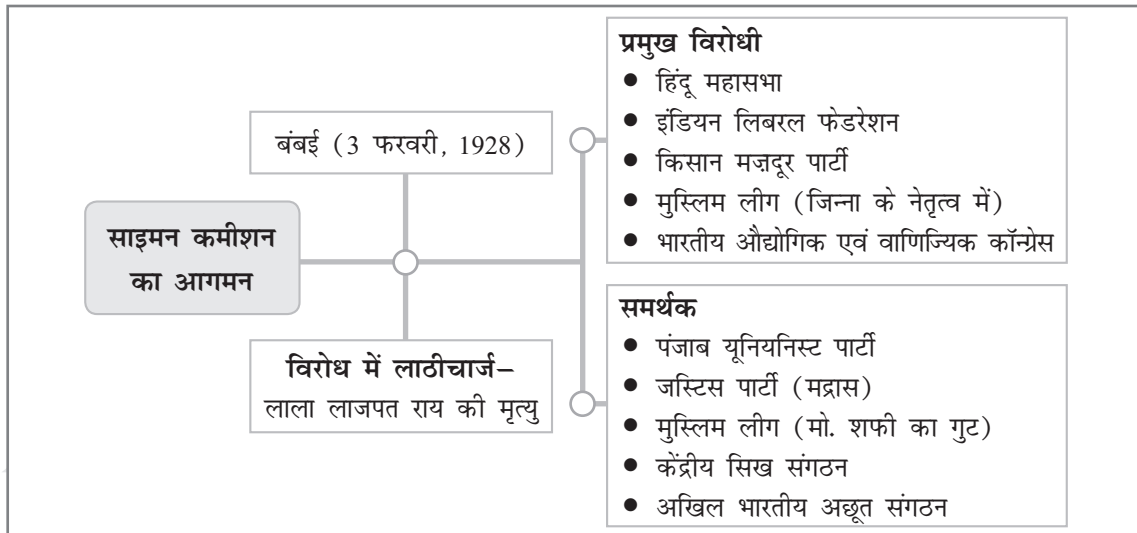 साइमन कमीशन
का आगमन
बंबई (3 फरवरी, 1928)
विरोध में लाठीचार्ज–
लाला लाजपत राय की मृत्यु
प्रमुख विरोधी
● हिंदू महासभा
● इंडियन लिबरल फेडरेशन
● किसान मज़दूर पार्टी
● मुस्लिम लीग (जिन्ना के नेतृत्व में)
● भारतीय औद्योगिक एवं वाणिज्यिक कॉन्ग्रेस
समर्थक
● पंजाब यूनियनिस्ट पार्टी
● जस्टिस पार्टी (मद्रास)
● मुस्लिम लीग (मो. शफी का गुट)
● केंद्रीय सिख संगठन
● अखिल भारतीय अछूत संगठन